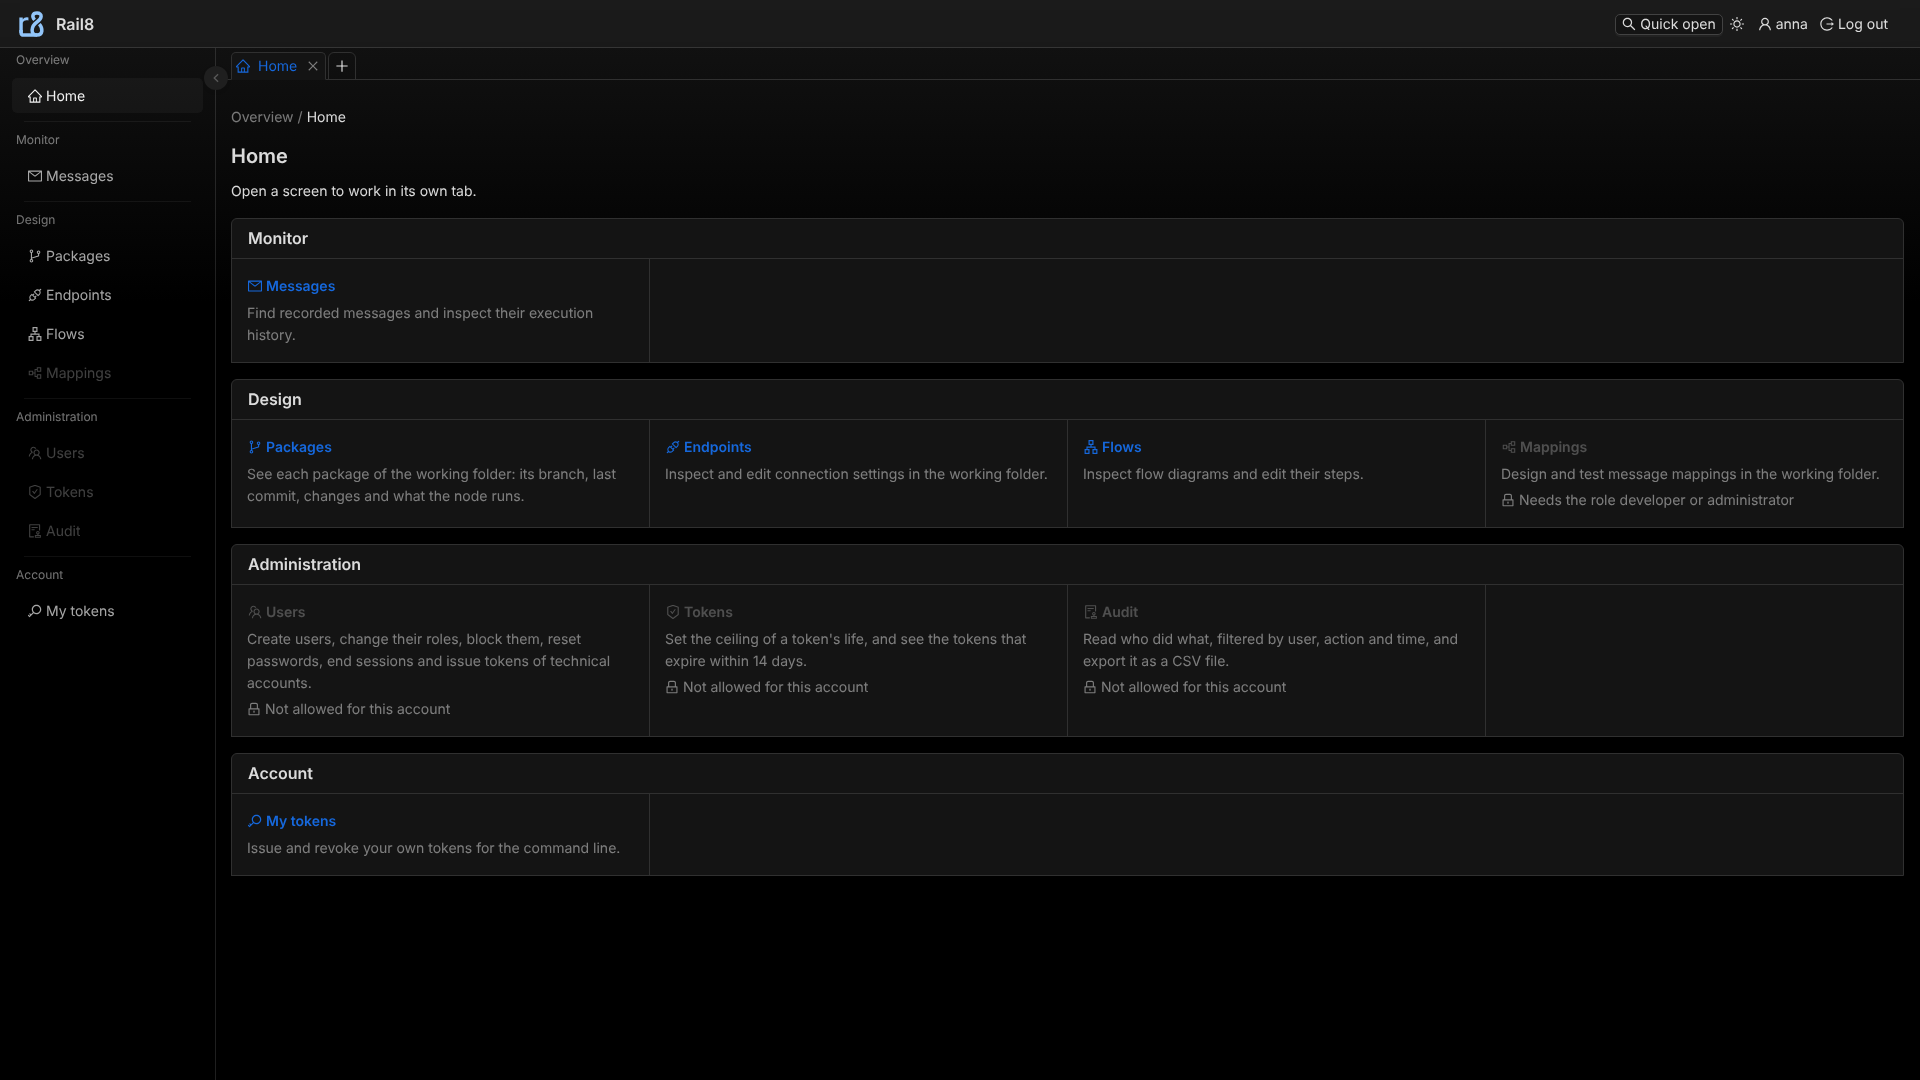 r8 Rail8
Quick open
anna
Log out
Overview
Home
Monitor
Messages
Design
Packages
Endpoints
Flows
Mappings
Administration
Users
Tokens
Audit
Account
My tokens
Home
Overview / Home
Home
Open a screen to work in its own tab.
Monitor
Messages
Find recorded messages and inspect their execution
history.
Design
Packages
See each package of the working folder: its branch, last
commit, changes and what the node runs.
Endpoints
Inspect and edit connection settings in the working folder.
Flows
Inspect flow diagrams and edit their steps.
Mappings
Design and test message mappings in the working folder.
Needs the role developer or administrator
Administration
Users
Create users, change their roles, block them, reset
passwords, end sessions and issue tokens of technical
accounts.
Not allowed for this account
Tokens
Set the ceiling of a token's life, and see the tokens that
expire within 14 days.
Not allowed for this account
Audit
Read who did what, filtered by user, action and time, and
export it as a CSV file.
Not allowed for this account
Account
My tokens
Issue and revoke your own tokens for the command line.